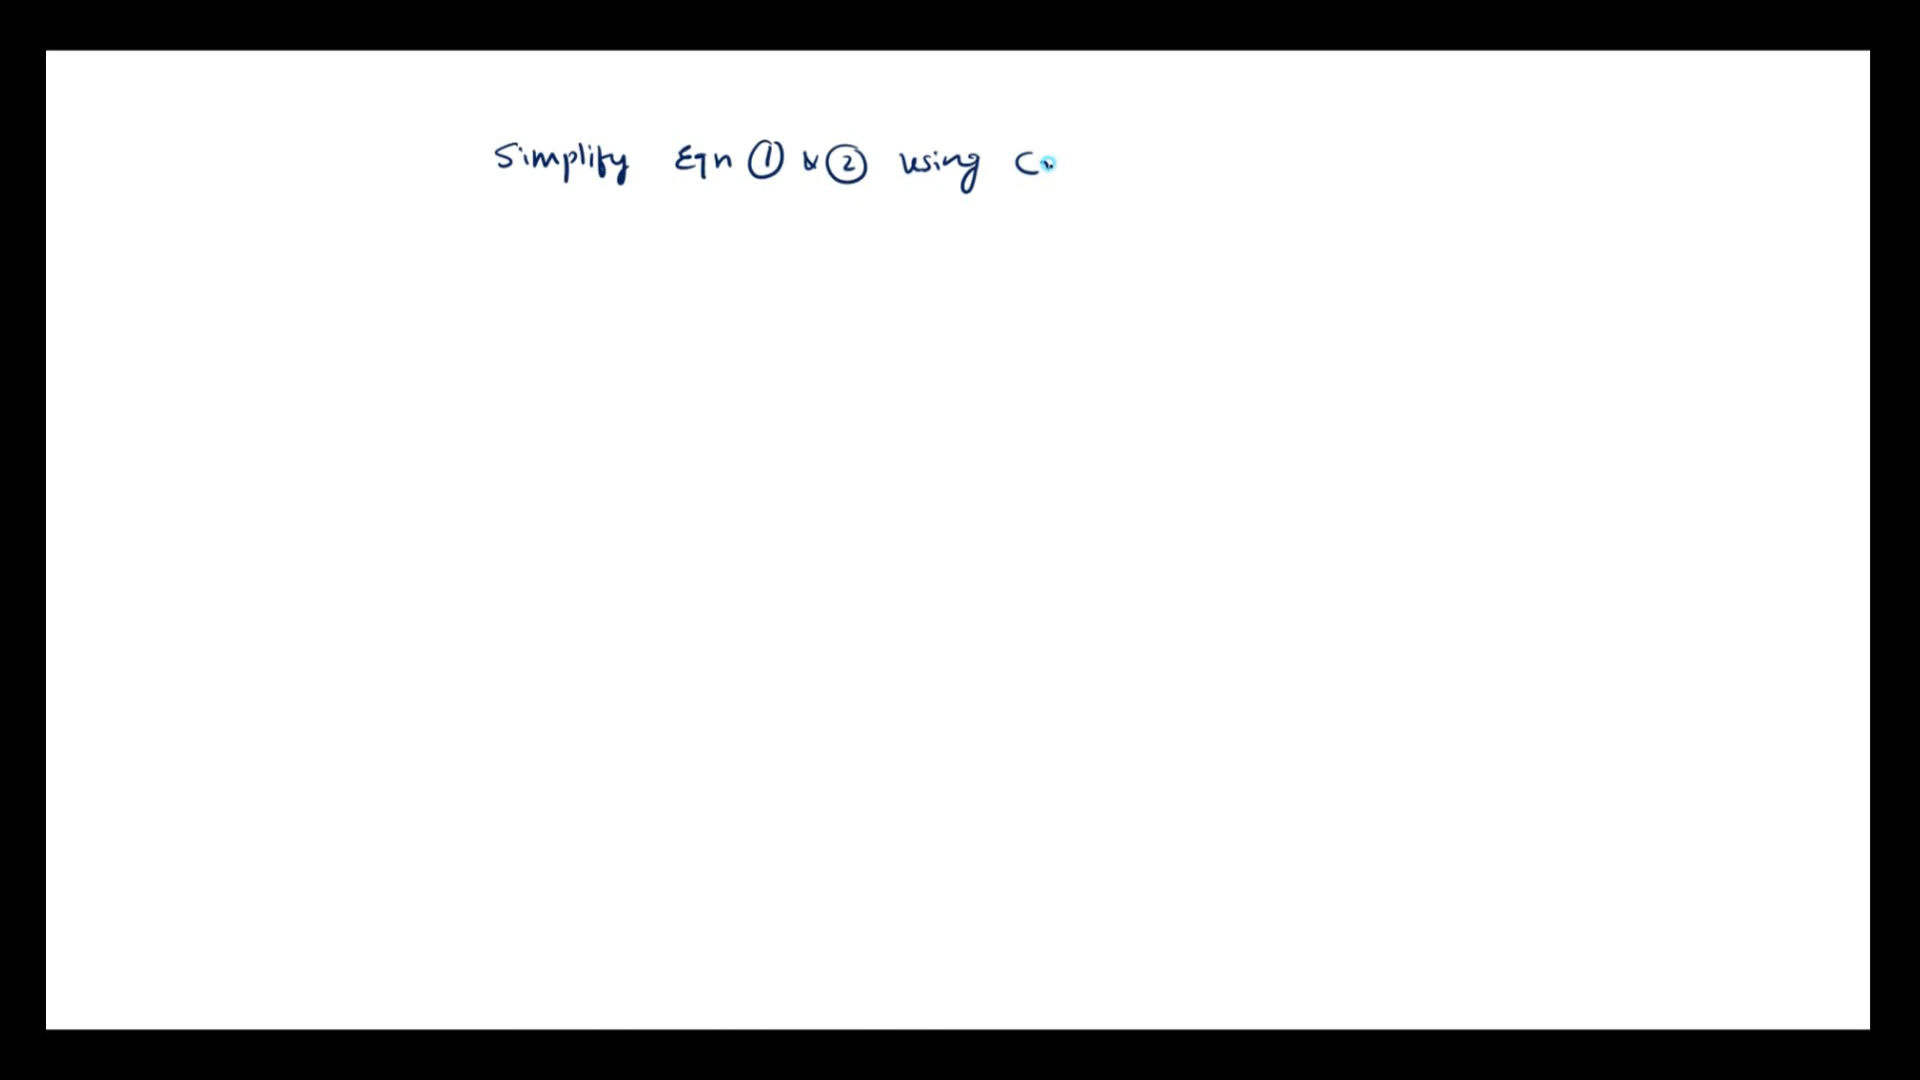 Simplify Eqn ① & ② using